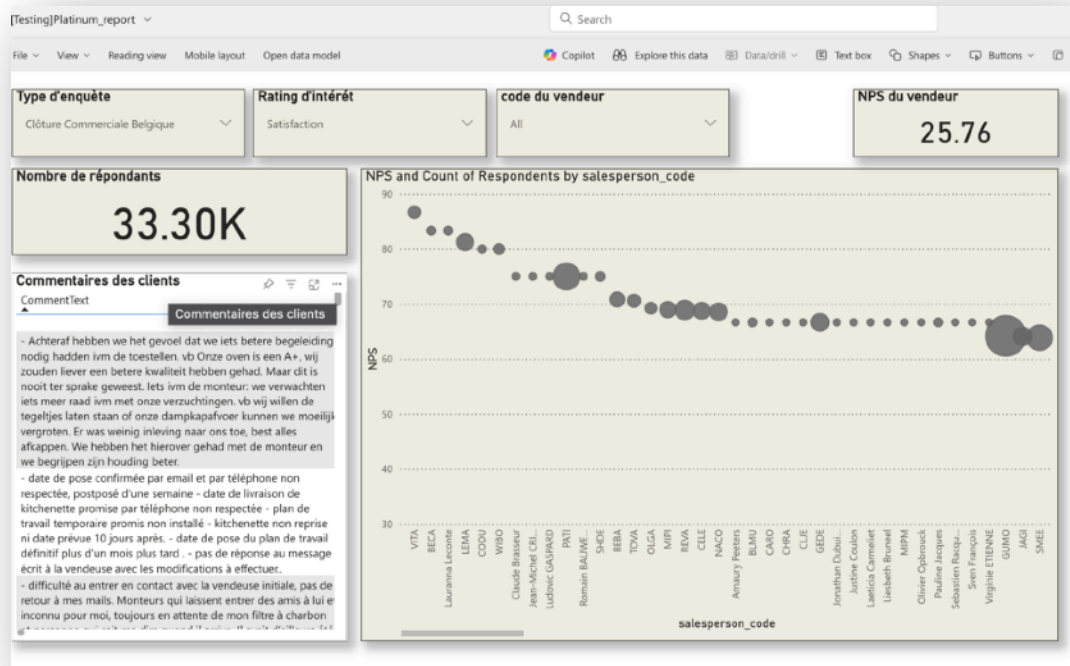 [Testing]Platinum_report
Search
File View Reading view Mobile layout Open data model
Copilot Explore this data Data/drill Text box Shapes Buttons
Type d'enquête
Clôture Commerciale Belgique
Rating d'intérét
Satisfaction
code du vendeur
All
NPS du vendeur
25.76
Nombre de répondants
33.30K
Commentaires des clients
CommentText
Commentaires des clients
- Achteraf hebben we het gevoel dat we iets betere begeleiding
nodig hadden ivm de toestellen. vb Onze oven is een A+, wij
zouden liever een betere kwaliteit hebben gehad. Maar dit is
nooit ter sprake geweest. Iets ivm de monteur: we verwachten
iets meer raad ivm met onze verzuchtingen. vb wij willen de
tegeltjes laten staan of onze dampkapafvoer kunnen we moeilijk
vergroten. Er was weinig inleving naar ons toe, best alles
afkappen. We hebben het hierover gehad met de monteur en
we begrijpen zijn houding beter.
- date de pose confirmée par email et par téléphone non
respectée, postposé d'une semaine - date de livraison de
kitchenette promise par téléphone non respectée - plan de
travail temporaire promis non installé - kitchenette non reprise
ni date prévue 10 jours après. - date de pose du plan de travail
définitif plus d'un mois plus tard . - pas de réponse au message
écrit à la vendeuse avec les modifications à effectuer..
- difficulté au entrer en contact avec la vendeuse initiale, pas de
retour à mes mails. Monteurs qui laissent entrer des amis à lui et
inconnu pour moi, toujours en attente de mon filtre à charbon
NPS and Count of Respondents by salesperson_code
90
80
70
60
50
40
30
NPS
VITA
BECA
Lauranna Leconte
LEMA
CODU
WIBO
Claude Brasseur
Jean-Michel CRI...
Ludovic GASPARD
PATI
Romain BAUWE...
SHDE
BEBA
TOVA
OLGA
MIPI
REVA
CELE
NACO
Amaury Peeters
BLMU
CARO
CHRA
CLJE
GEDE
Jonathan Dubui...
Justine Coulon
Laeticia Carmeliet
Liesbeth Bruneel
MIPM
Olivier Opbrouck
Pauline Jacques
Sebastien Racqu...
Sven François
Virginie ETIENNE
GUMO
JAGI
SMEE
salesperson_code